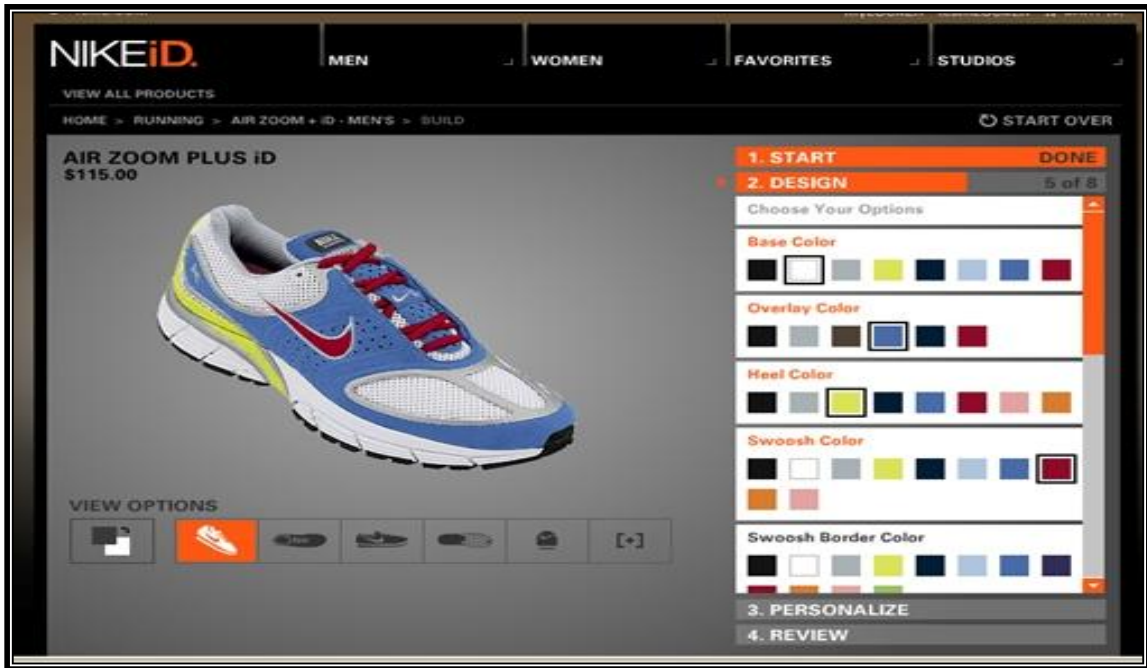 NIKEiD.
MEN
WOMEN
FAVORITES
STUDIOS
VIEW ALL PRODUCTS
HOME > RUNNING > AIR ZOOM + iD - MEN'S > BUILD
START OVER
AIR ZOOM PLUS iD
$115.00
1. START DONE
2. DESIGN 5 of 8
Choose Your Options
Base Color
Overlay Color
Heel Color
Swoosh Color
Swoosh Border Color
VIEW OPTIONS
[+]
3. PERSONALIZE
4. REVIEW